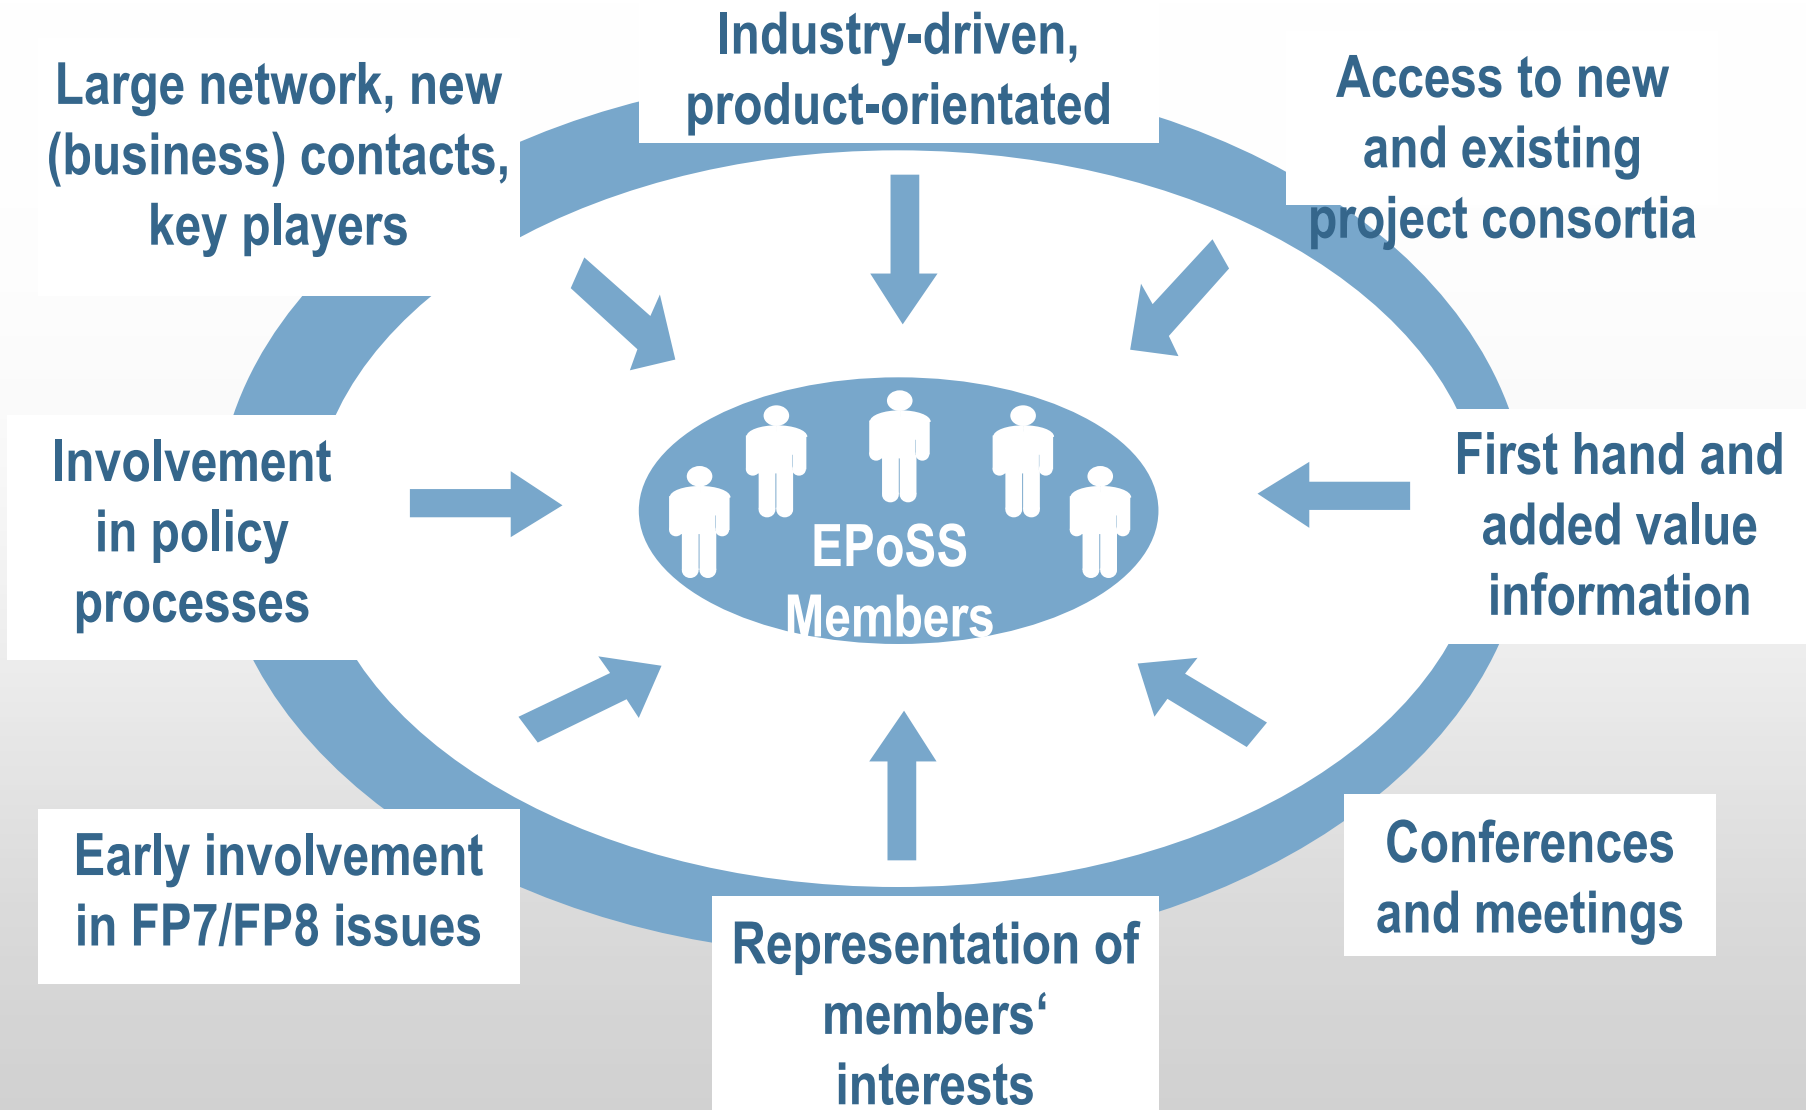 Industry-driven,
product-orientated
Large network, new
(business) contacts,
key players
Access to new
and existing
project consortia
Involvement
in policy
processes
EPoSS
Members
First hand and
added value
information
Early involvement
in FP7/FP8 issues
Representation of
members‘
interests
Conferences
and meetings